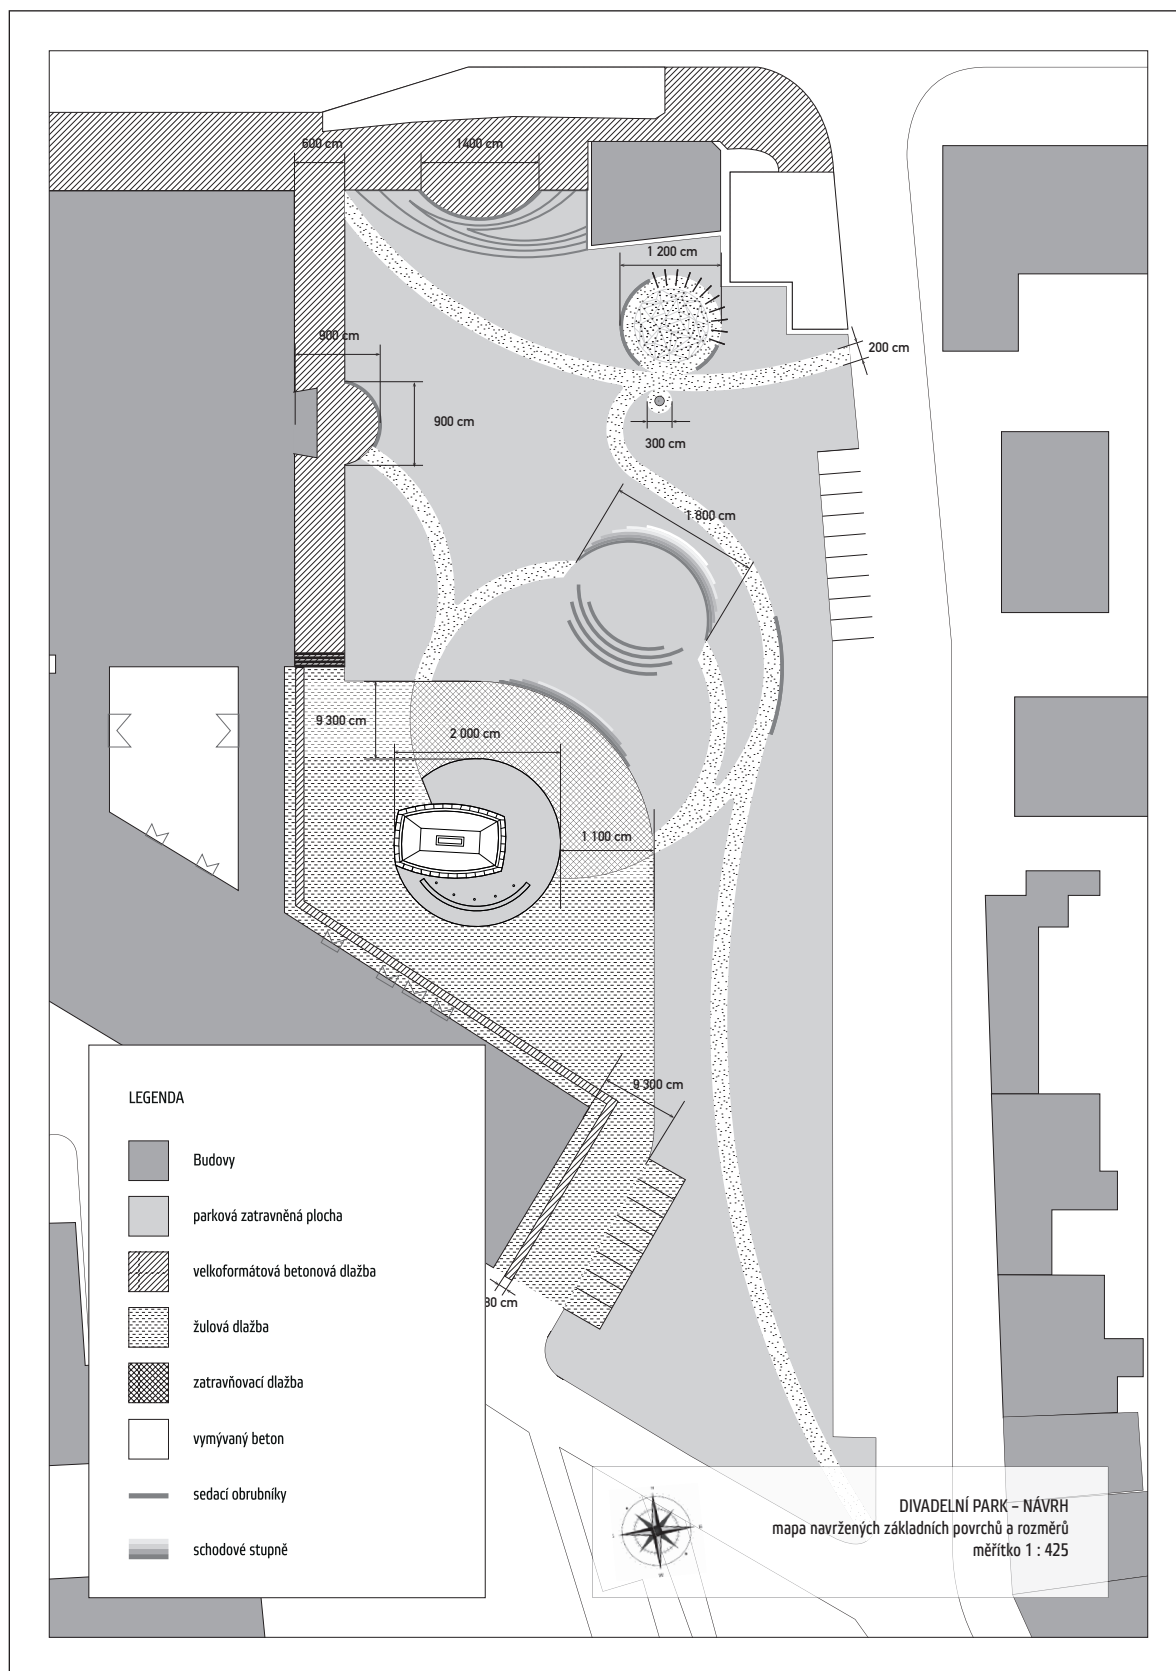 600 cm
1400 cm
1 200 cm
900 cm
200 cm
900 cm
300 cm
1 800 cm
9 300 cm
2 000 cm
1 100 cm
9 300 cm
80 cm
LEGENDA
Budovy
parková zatravněná plocha
velkoformátová betonová dlažba
žulová dlažba
zatravňovací dlažba
vymývaný beton
sedací obrubníky
schodové stupně
DIVADELNÍ PARK – NÁVRH
mapa navržených základních povrchů a rozměrů
měřítko 1 : 425